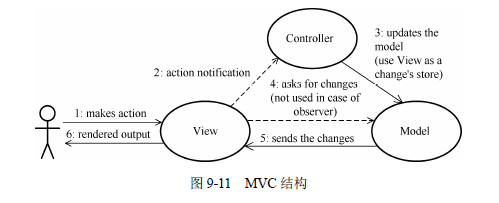 Controller
3: updates the
model
(use View as a
change's store)
2: action notification
4: asks for changes
(not used in case of
observer)
1: makes action
6: rendered output
View
5: sends the changes
Model
图 9-11 MVC 结构